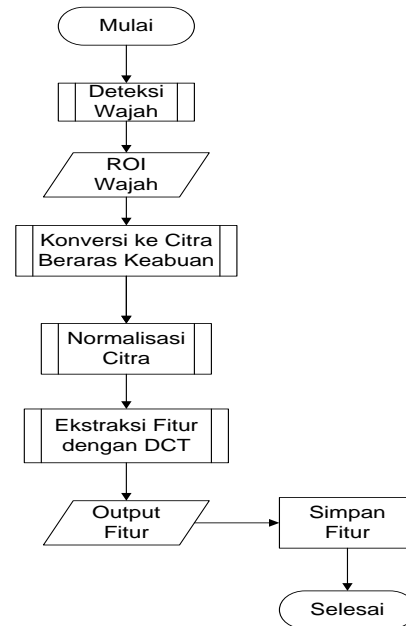 Mulai
Deteksi
Wajah
ROI
Wajah
Konversi ke Citra
Beraras Keabuan
Normalisasi
Citra
Ekstraksi Fitur
dengan DCT
Output
Fitur
Simpan
Fitur
Selesai